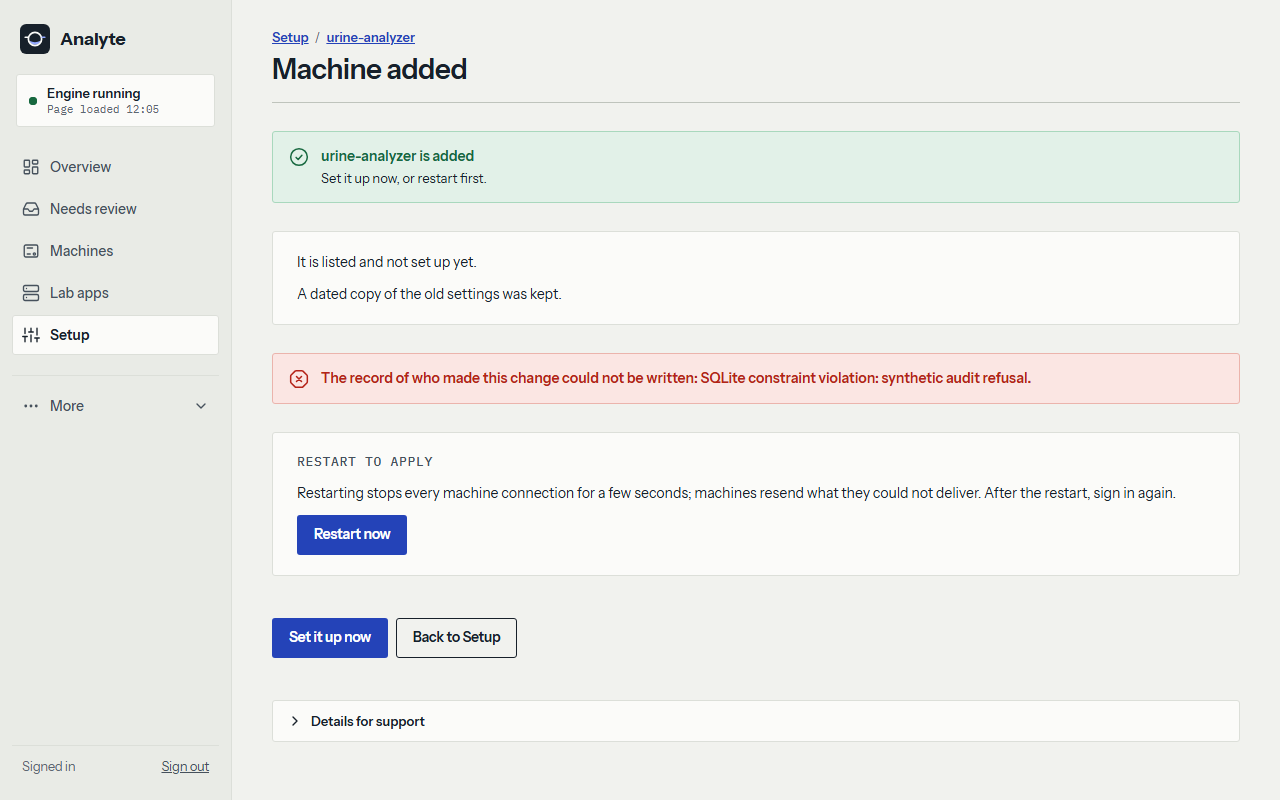 Analyte
Engine running
Page loaded 12:05
Overview
Needs review
Machines
Lab apps
Setup
More
Signed in
Sign out
Setup / urine-analyzer
Machine added
urine-analyzer is added
Set it up now, or restart first.
It is listed and not set up yet.
A dated copy of the old settings was kept.
The record of who made this change could not be written: SQLite constraint violation: synthetic audit refusal.
RESTART TO APPLY
Restarting stops every machine connection for a few seconds; machines resend what they could not deliver. After the restart, sign in again.
Restart now
Set it up now
Back to Setup
Details for support